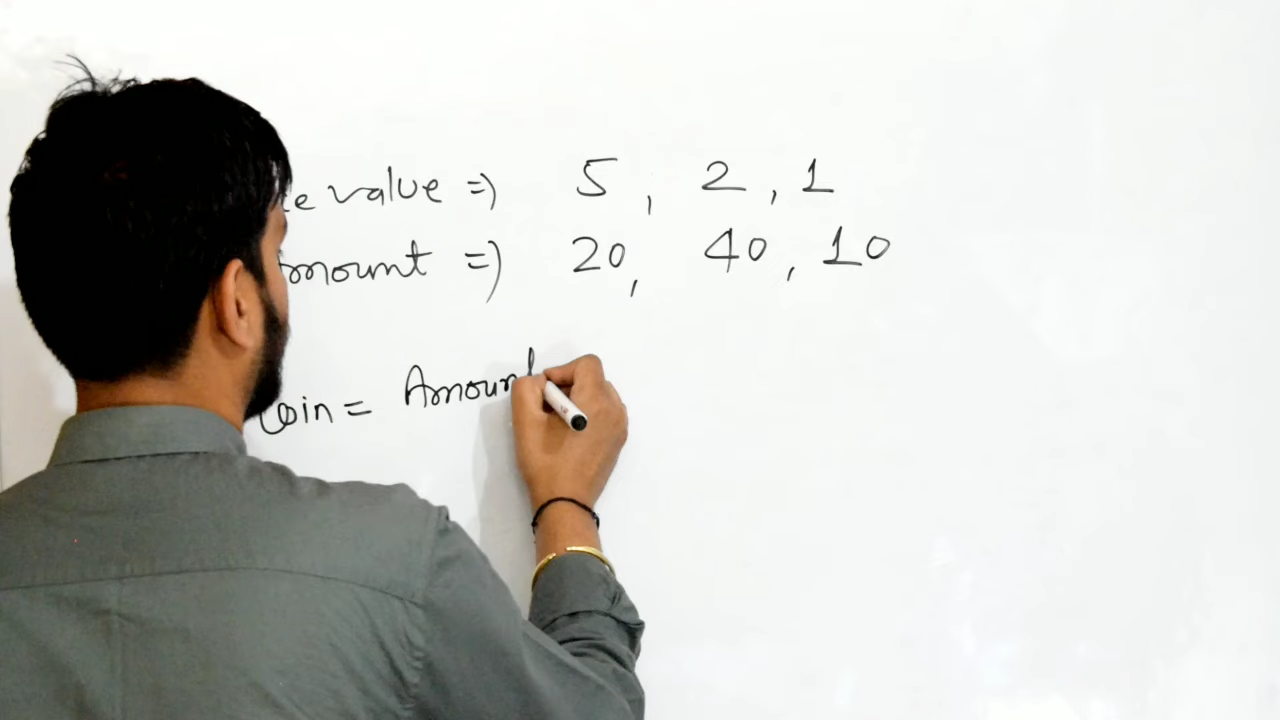 value => 5, 2, 1
mount => 20, 40, 10
Coin = Amount